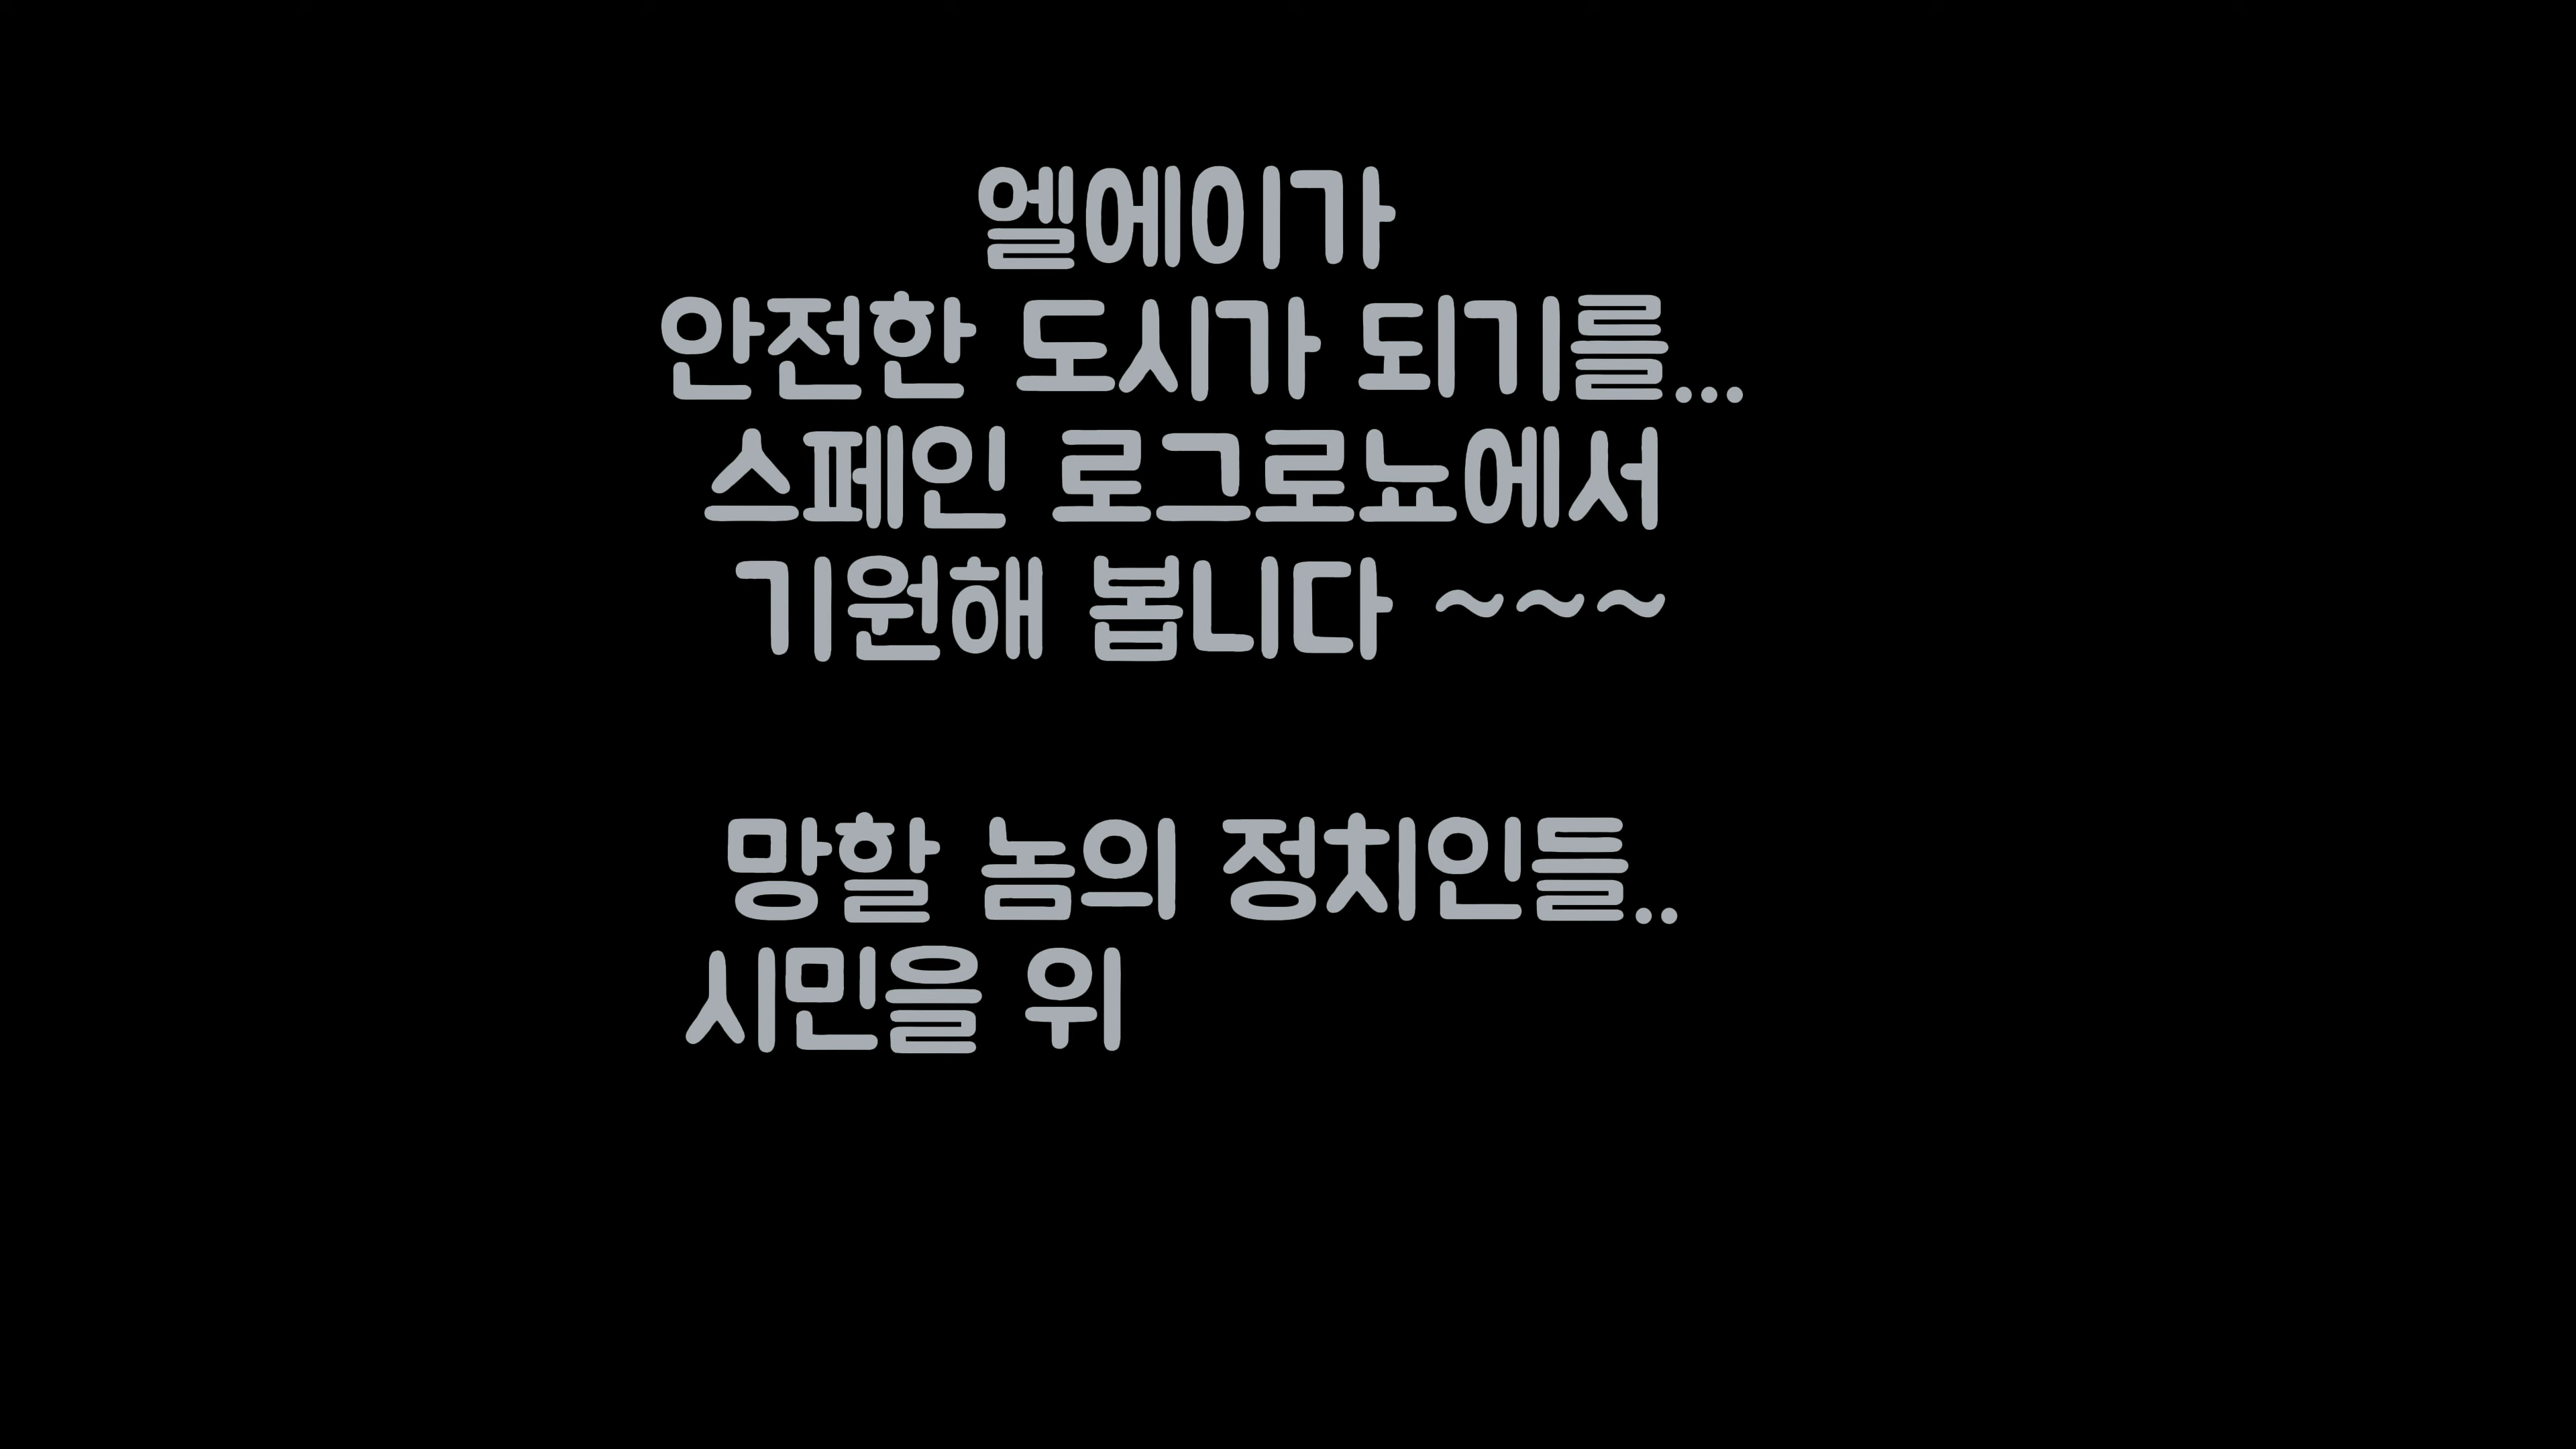 엘에이가
안전한 도시가 되기를...
스페인 로그로뇨에서
기원해 봅니다 ~~~
망할 놈의 정치인들..
시민을 위